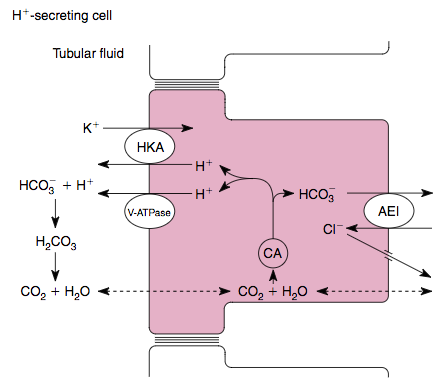 H⁺-secreting cell
Tubular fluid
K⁺
HKA
H⁺
HCO₃⁻ + H⁺
H⁺
HCO₃⁻
V-ATPase
AEI
Cl⁻
H₂CO₃
CA
CO₂ + H₂O
CO₂ + H₂O